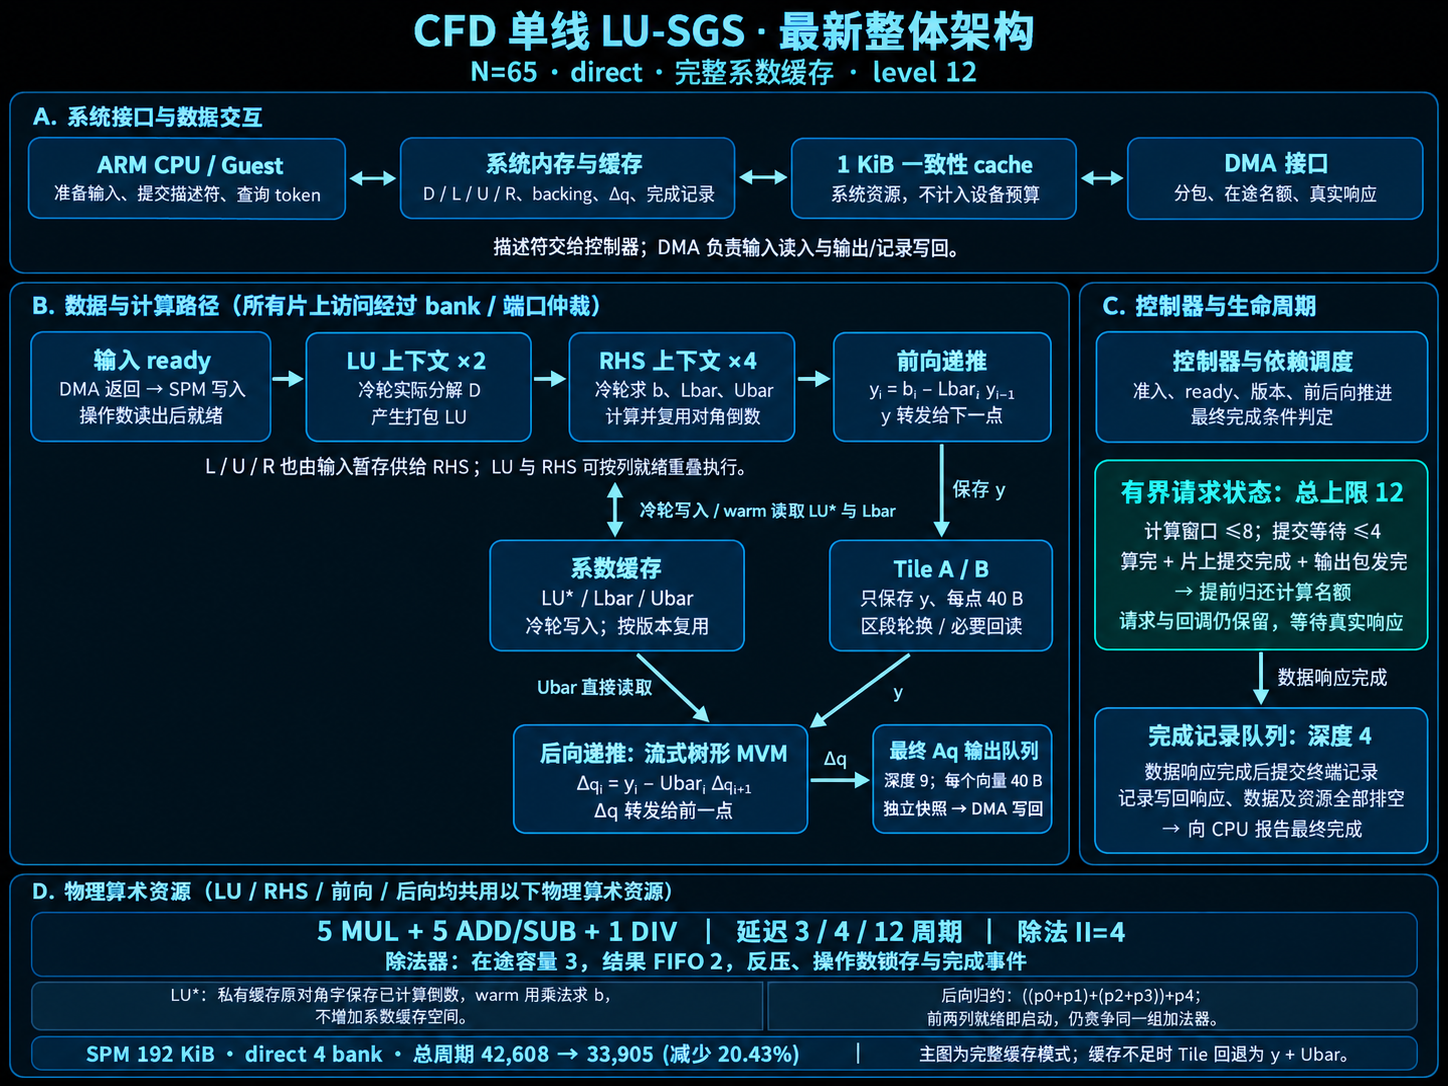 CFD 单线 LU-SGS · 最新整体架构
N=65 · direct · 完整系数缓存 · level 12
A. 系统接口与数据交互
ARM CPU / Guest
准备输入、提交描述符、查询 token
系统内存与缓存
D / L / U / R、backing、Δq、完成记录
1 KiB 一致性 cache
系统资源，不计入设备预算
DMA 接口
分包、在途名额、真实响应
描述符交给控制器；DMA 负责输入读入与输出/记录写回。
B. 数据与计算路径（所有片上访问经过 bank / 端口仲裁）
输入 ready
DMA 返回 → SPM 写入
操作数读出后就绪
LU 上下文 ×2
冷轮实际分解 D
产生打包 LU
RHS 上下文 ×4
冷轮求 b、Lbar、Ubar
计算并复用对角倒数
前向递推
yᵢ = bᵢ − Lbarᵢ yᵢ₋₁
y 转发给下一点
L / U / R 也由输入暂存供给 RHS；LU 与 RHS 可按列就绪重叠执行。
冷轮写入 / warm 读取 LU* 与 Lbar
保存 y
系数缓存
LU* / Lbar / Ubar
冷轮写入；按版本复用
Tile A / B
只保存 y、每点 40 B
区段轮换 / 必要回读
Ubar 直接读取
y
后向递推：流式树形 MVM
Δqᵢ = yᵢ − Ubarᵢ Δqᵢ₊₁
Δq 转发给前一点
Δq
最终 Aq 输出队列
深度 9；每个向量 40 B
独立快照 → DMA 写回
C. 控制器与生命周期
控制器与依赖调度
准入、ready、版本、前后向推进
最终完成条件判定
有界请求状态：总上限 12
计算窗口 ≤8；提交等待 ≤4
算完 + 片上提交完成 + 输出包发完
→ 提前归还计算名额
请求与回调仍保留，等待真实响应
数据响应完成
完成记录队列：深度 4
数据响应完成后提交终端记录
记录写回响应、数据及资源全部排空
→ 向 CPU 报告最终完成
D. 物理算术资源（LU / RHS / 前向 / 后向均共用以下物理算术资源）
5 MUL + 5 ADD/SUB + 1 DIV | 延迟 3 / 4 / 12 周期 | 除法 II=4
除法器：在途容量 3，结果 FIFO 2，反压、操作数锁存与完成事件
LU*：私有缓存原对角字保存已计算倒数，warm 用乘法求 b，
不增加系数缓存空间。
后向归约：((p0+p1)+(p2+p3))+p4；
前两列就绪即启动，仍竞争同一组加法器。
SPM 192 KiB · direct 4 bank · 总周期 42,608 → 33,905 (减少 20.43%) | 主图为完整缓存模式；缓存不足时 Tile 回退为 y + Ubar。